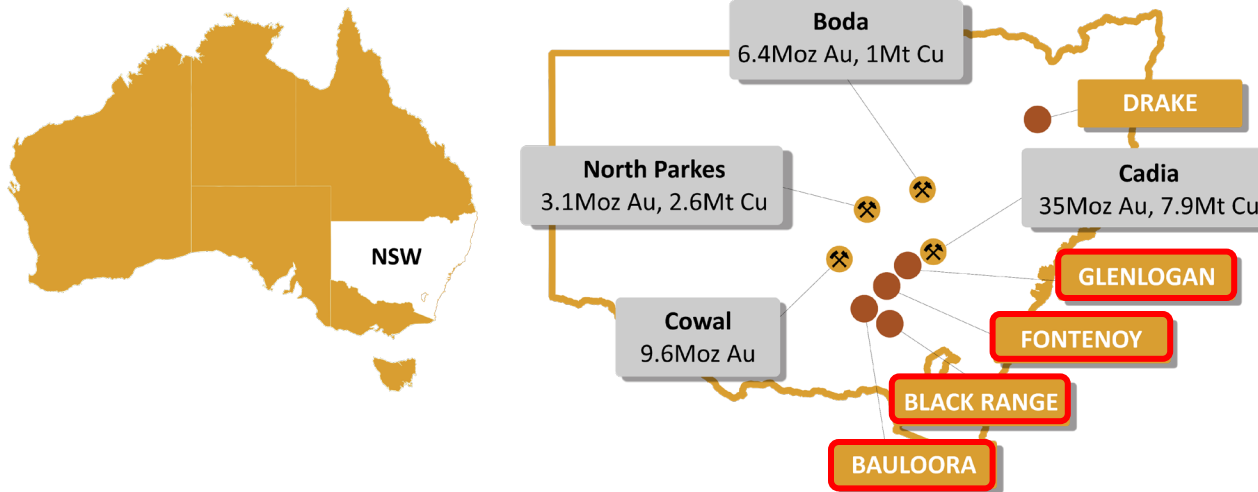 NSW
Boda
6.4Moz Au, 1Mt Cu
DRAKE
North Parkes
3.1Moz Au, 2.6Mt Cu
Cadia
35Moz Au, 7.9Mt Cu
GLENLOGAN
Cowal
9.6Moz Au
FONTENOY
BLACK RANGE
BAULOORA